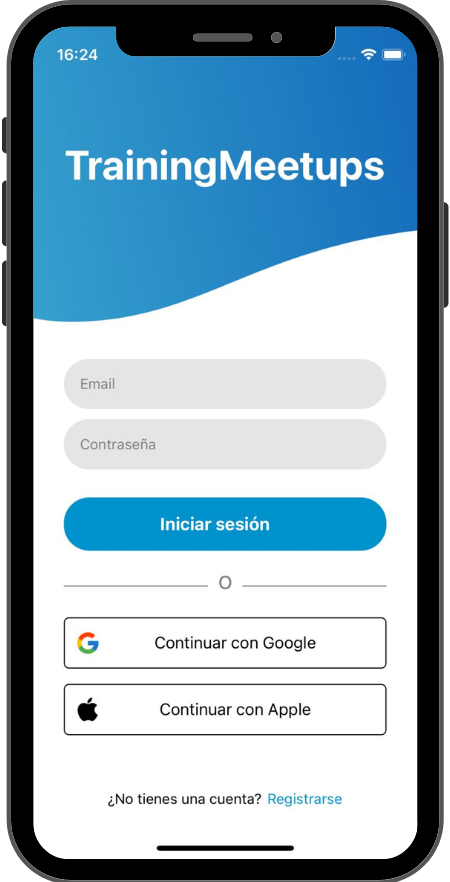 16:24
TrainingMeetups
Email
Contraseña
Iniciar sesión
O
Continuar con Google
Continuar con Apple
¿No tienes una cuenta? Registrarse